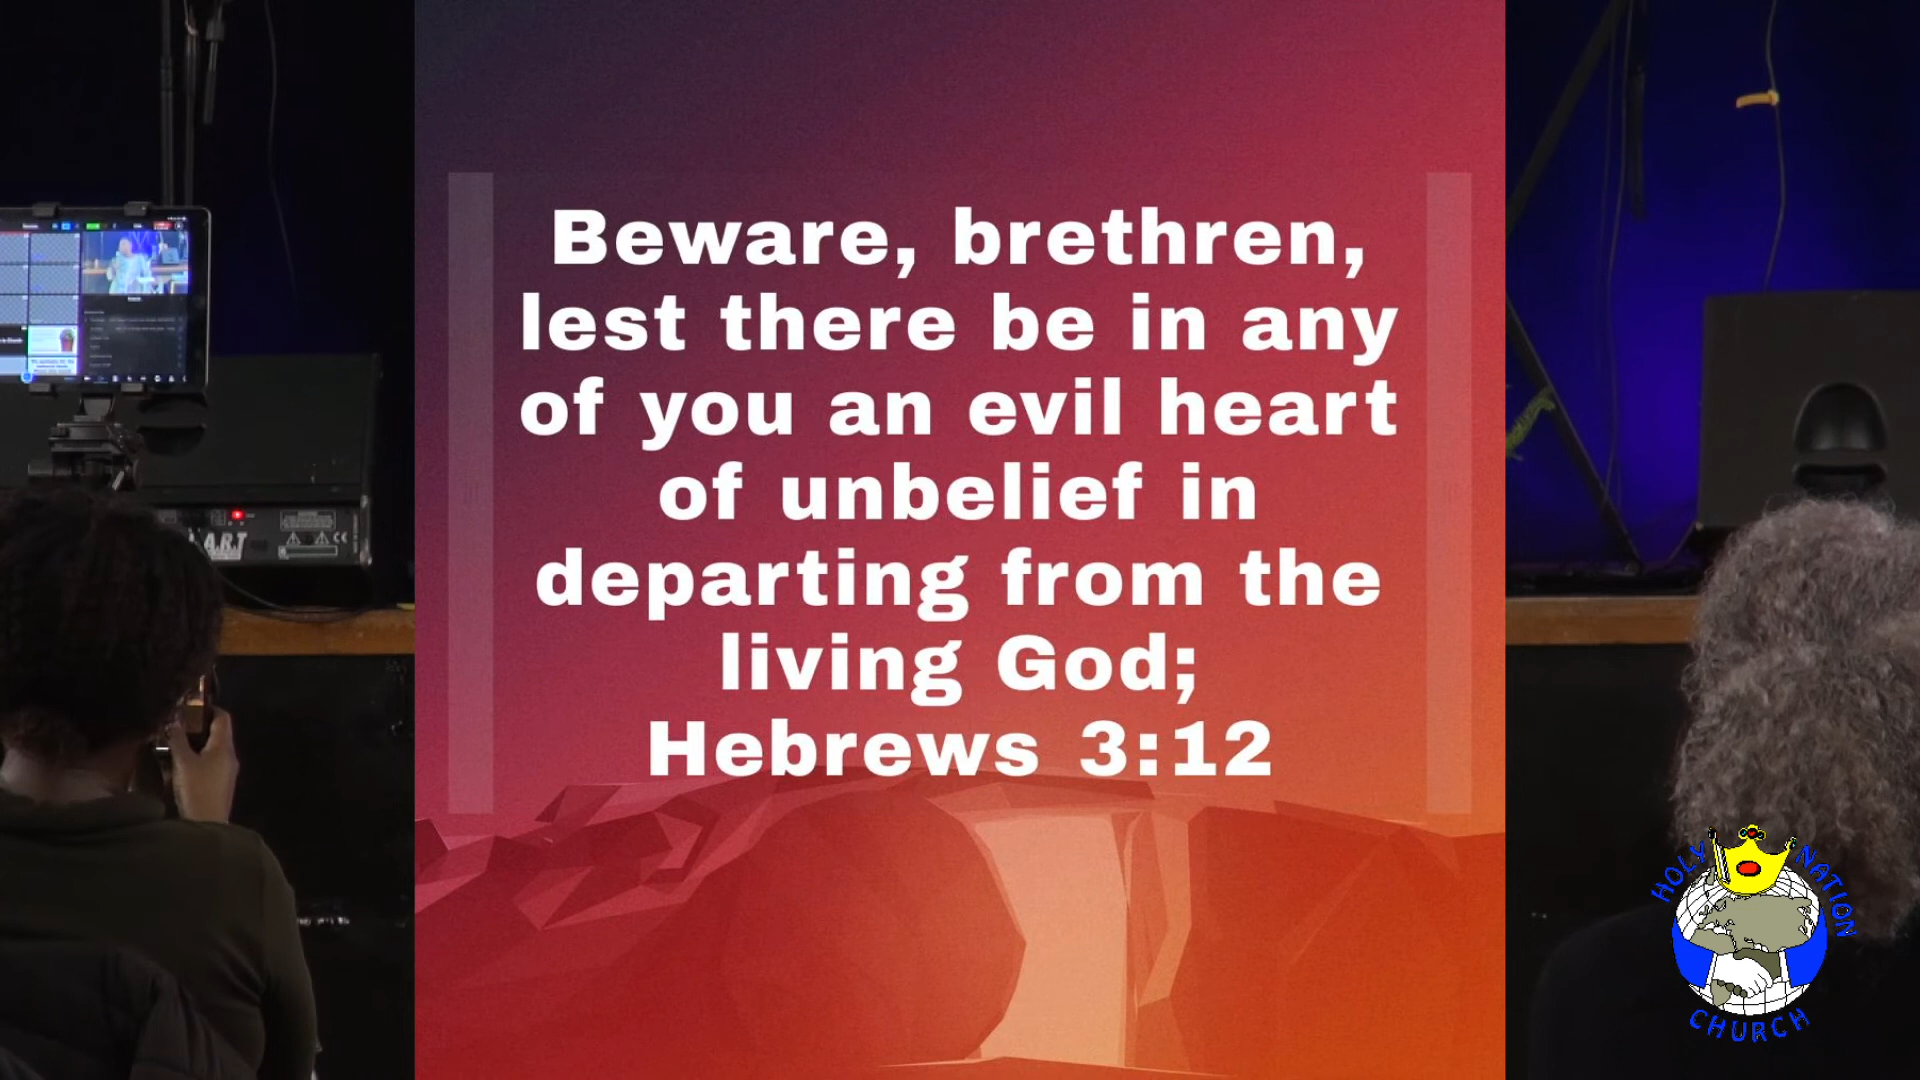 Beware, brethren,
lest there be in any
of you an evil heart
of unbelief in
departing from the
living God;
Hebrews 3:12
A.R.T
HOLY NATION
CHURCH